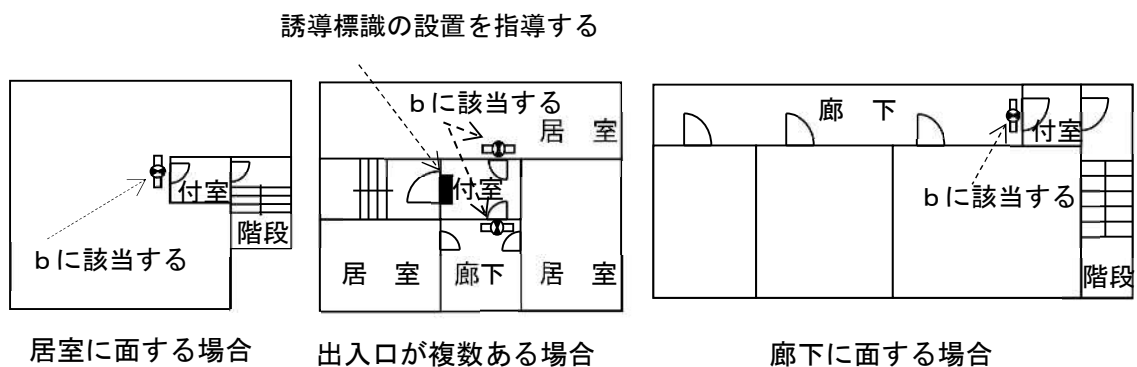 誘導標識の設置を指導する
付室
階段
bに該当する
居室に面する場合
bに該当する
居 室
付室
居 室
廊下
居 室
出入口が複数ある場合
廊 下
付室
bに該当する
階段
廊下に面する場合